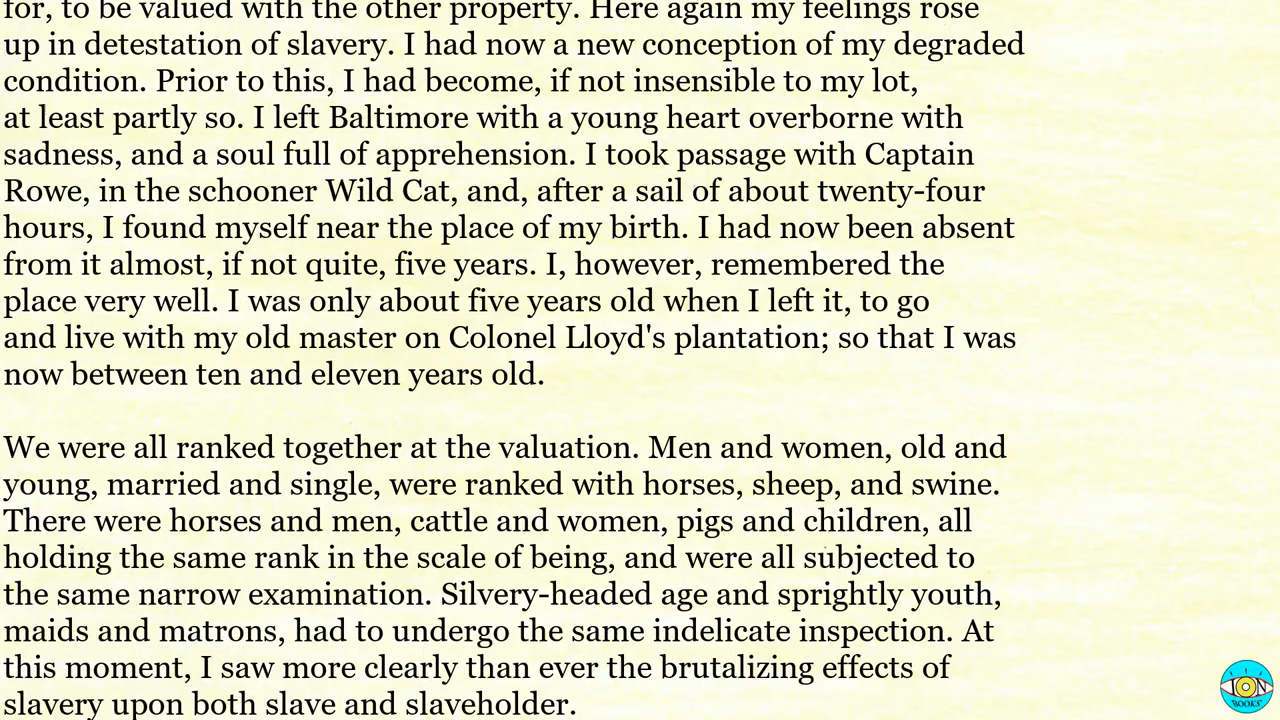 for, to be valued with the other property. Here again my feelings rose
up in detestation of slavery. I had now a new conception of my degraded
condition. Prior to this, I had become, if not insensible to my lot,
at least partly so. I left Baltimore with a young heart overborne with
sadness, and a soul full of apprehension. I took passage with Captain
Rowe, in the schooner Wild Cat, and, after a sail of about twenty-four
hours, I found myself near the place of my birth. I had now been absent
from it almost, if not quite, five years. I, however, remembered the
place very well. I was only about five years old when I left it, to go
and live with my old master on Colonel Lloyd's plantation; so that I was
now between ten and eleven years old.
We were all ranked together at the valuation. Men and women, old and
young, married and single, were ranked with horses, sheep, and swine.
There were horses and men, cattle and women, pigs and children, all
holding the same rank in the scale of being, and were all subjected to
the same narrow examination. Silvery-headed age and sprightly youth,
maids and matrons, had to undergo the same indelicate inspection. At
this moment, I saw more clearly than ever the brutalizing effects of
slavery upon both slave and slaveholder.
ION
BOOKS